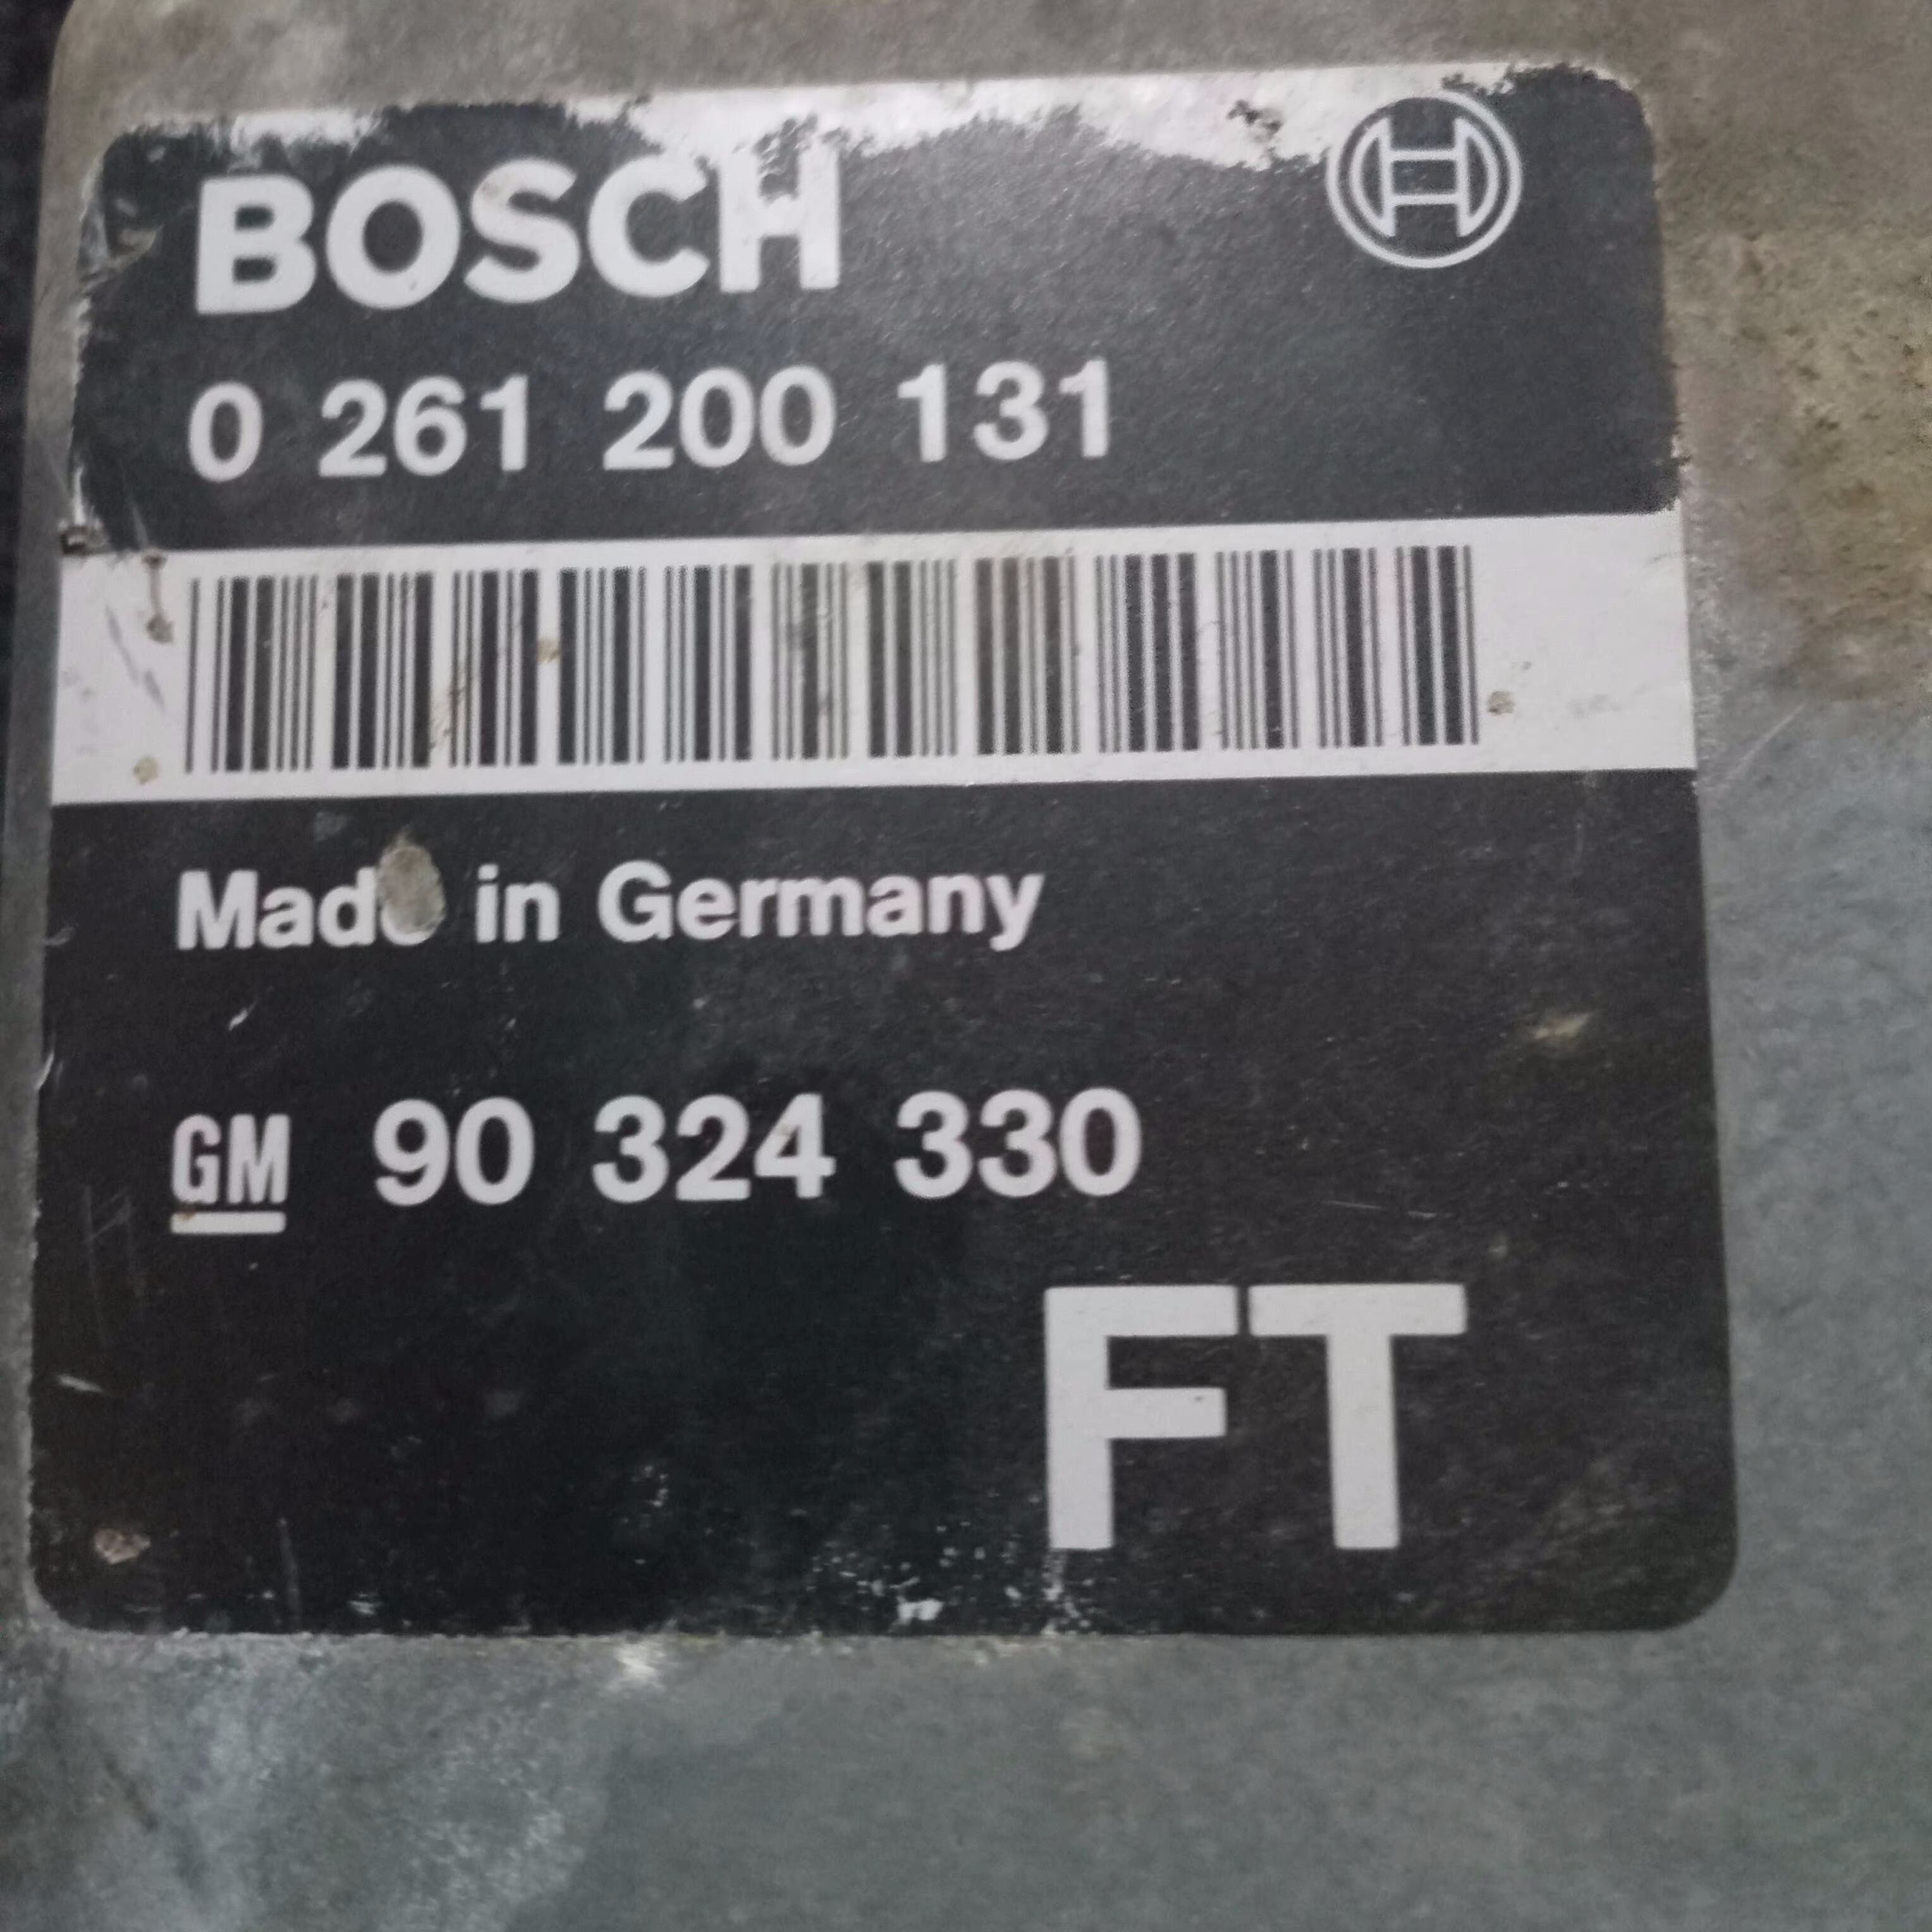 BOSCH
0 261 200 131
Made in Germany
GM 90 324 330
FT